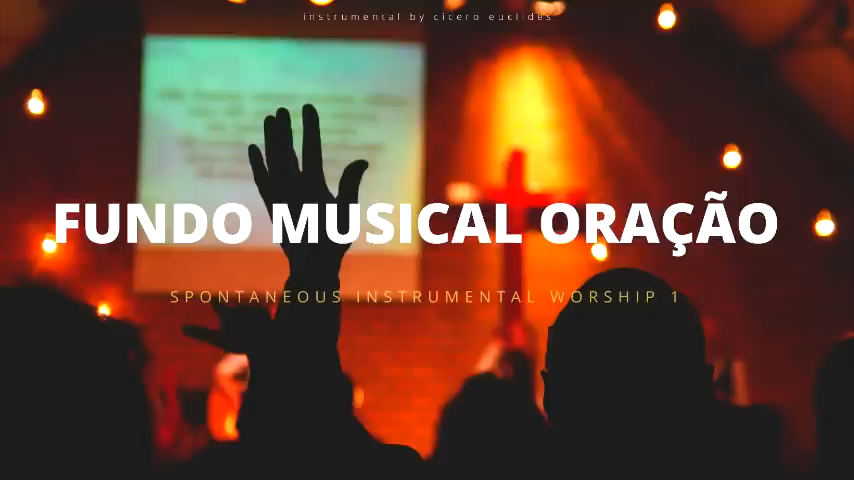 instrumental by cicero euclides
FUNDO MUSICAL ORAÇÃO
SPONTANEOUS INSTRUMENTAL WORSHIP 1